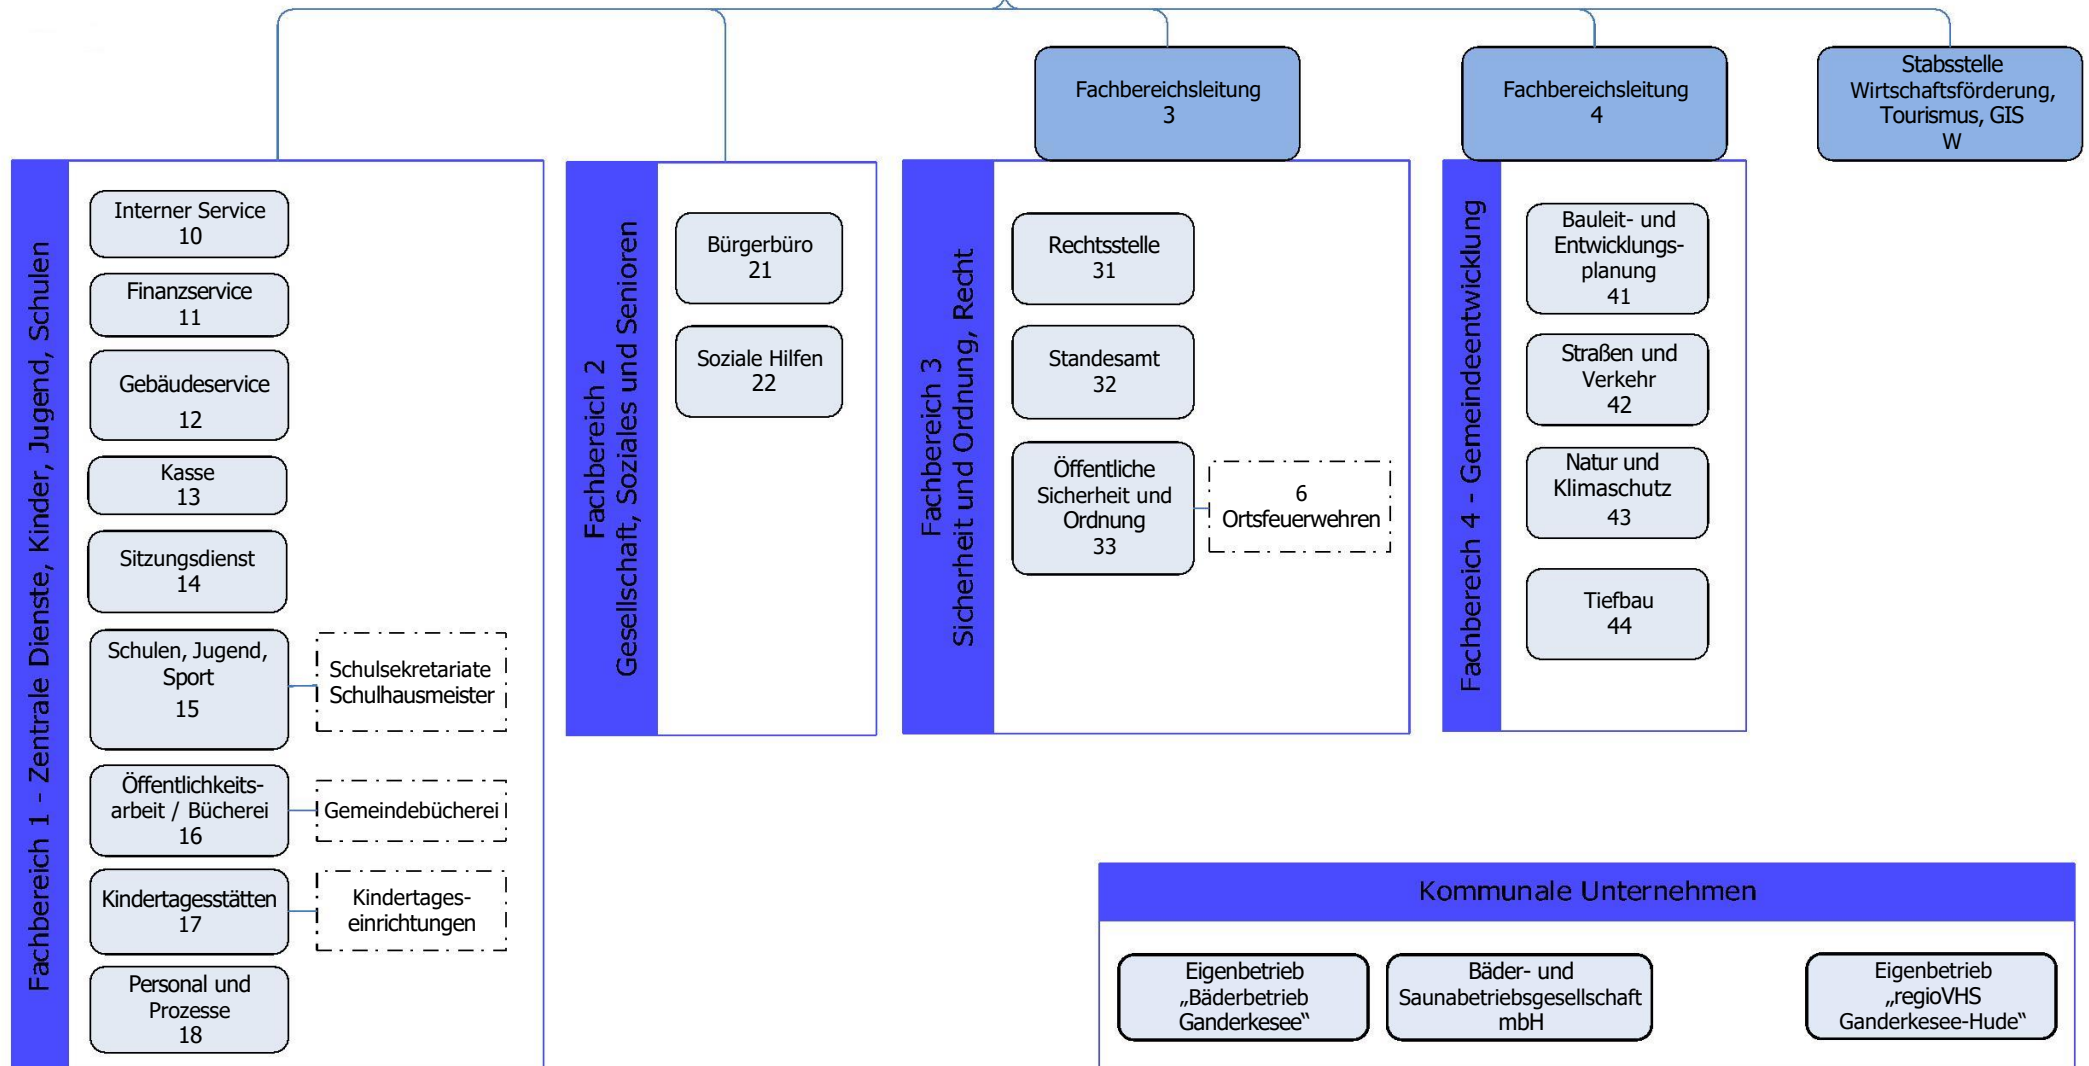 Fachbereichsleitung
3
Fachbereichsleitung
4
Stabsstelle
Wirtschaftsförderung,
Tourismus, GIS
W
Fachbereich 1 - Zentrale Dienste, Kinder, Jugend, Schulen
Interner Service
10
Finanzservice
11
Gebäudeservice
12
Kasse
13
Sitzungsdienst
14
Schulen, Jugend,
Sport
15
Schulsekretariate
Schulhausmeister
Öffentlichkeits-
arbeit / Bücherei
16
Gemeindebücherei
Kindertagesstätten
17
Kindertages-
einrichtungen
Personal und
Prozesse
18
Fachbereich 2
Gesellschaft, Soziales und Senioren
Bürgerbüro
21
Soziale Hilfen
22
Fachbereich 3
Sicherheit und Ordnung, Recht
Rechtsstelle
31
Standesamt
32
Öffentliche
Sicherheit und
Ordnung
33
6
Ortsfeuerwehren
Fachbereich 4 - Gemeindeentwicklung
Bauleit- und
Entwicklungs-
planung
41
Straßen und
Verkehr
42
Natur und
Klimaschutz
43
Tiefbau
44
Kommunale Unternehmen
Eigenbetrieb
„Bäderbetrieb
Ganderkesee“
Bäder- und
Saunabetriebsgesellschaft
mbH
Eigenbetrieb
„regioVHS
Ganderkesee-Hude“